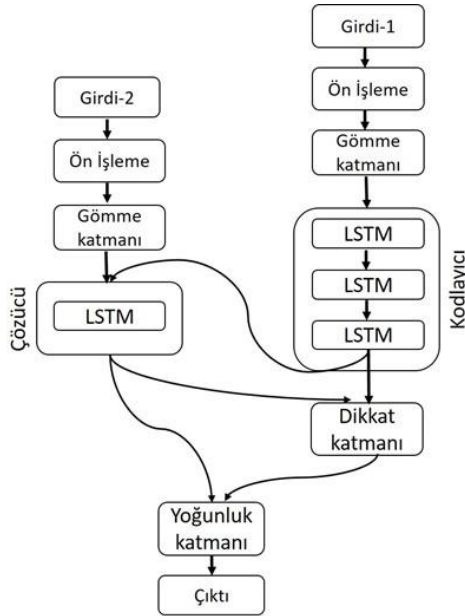 Girdi-1
Ön İşleme
Gömme
katmanı
LSTM
LSTM
LSTM
Kodlayıcı
Girdi-2
Ön İşleme
Gömme
katmanı
LSTM
Çözücü
Dikkat
katmanı
Yoğunluk
katmanı
Çıktı